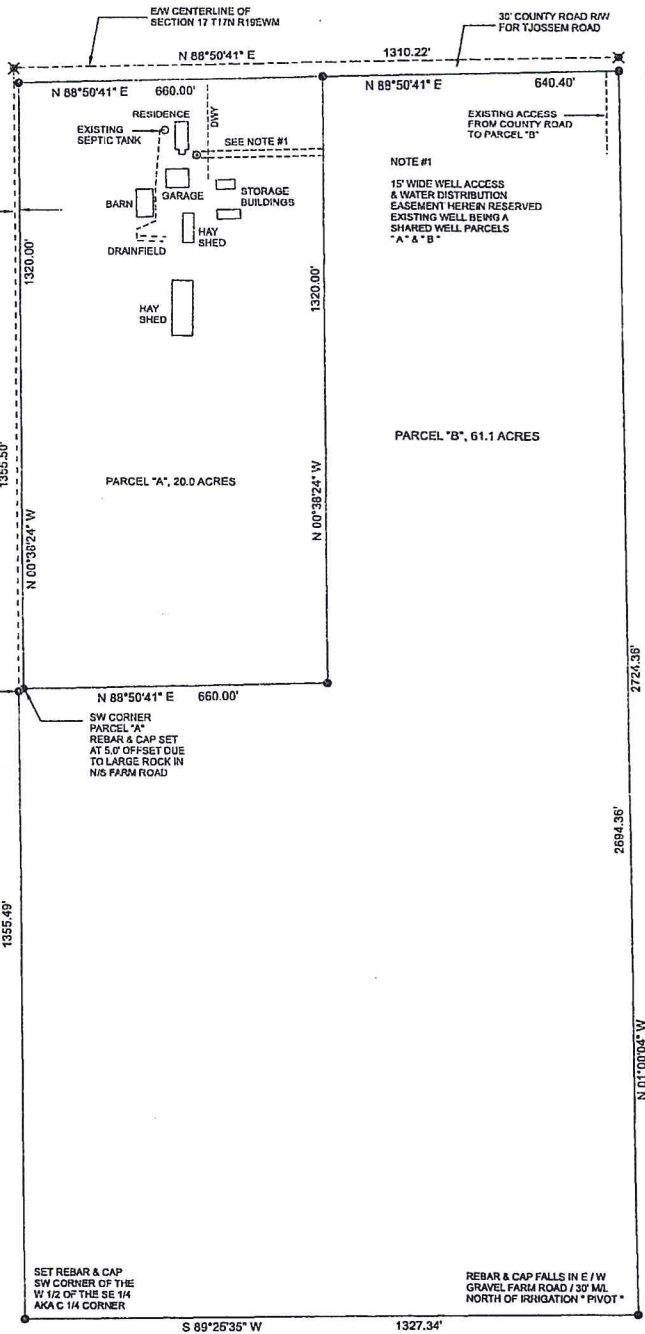 E/W CENTERLINE OF
SECTION 17 T17N R19EWM
30' COUNTY ROAD R/W
FOR TJOSSEM ROAD
N 88°50'41" E
1310.22'
N 88°50'41" E
660.00'
N 88°50'41" E
640.40'
RESIDENCE
DWY
EXISTING
SEPTIC TANK
SEE NOTE #1
EXISTING ACCESS
FROM COUNTY ROAD
TO PARCEL "B"
NOTE #1
15' WIDE WELL ACCESS
& WATER DISTRIBUTION
EASEMENT HEREIN RESERVED
EXISTING WELL BEING A
SHARED WELL PARCELS
"A" & "B"
BARN
GARAGE
STORAGE
BUILDINGS
HAY
SHED
DRAINFIELD
HAY
SHED
1320.00'
1320.00'
PARCEL "B", 61.1 ACRES
1355.50'
PARCEL "A", 20.0 ACRES
N 00°38'24" W
N 00°38'24" W
2724.36'
N 88°50'41" E
660.00'
SW CORNER
PARCEL "A"
REBAR & CAP SET
AT 5.0' OFFSET DUE
TO LARGE ROCK IN
N/S FARM ROAD
2694.36'
1355.49'
N 01°00'04" W
SET REBAR & CAP
SW CORNER OF THE
W 1/2 OF THE SE 1/4
AKA C 1/4 CORNER
REBAR & CAP FALLS IN E / W
GRAVEL FARM ROAD / 30' M/L
NORTH OF IRRIGATION " PIVOT "
S 89°26'35" W
1327.34'